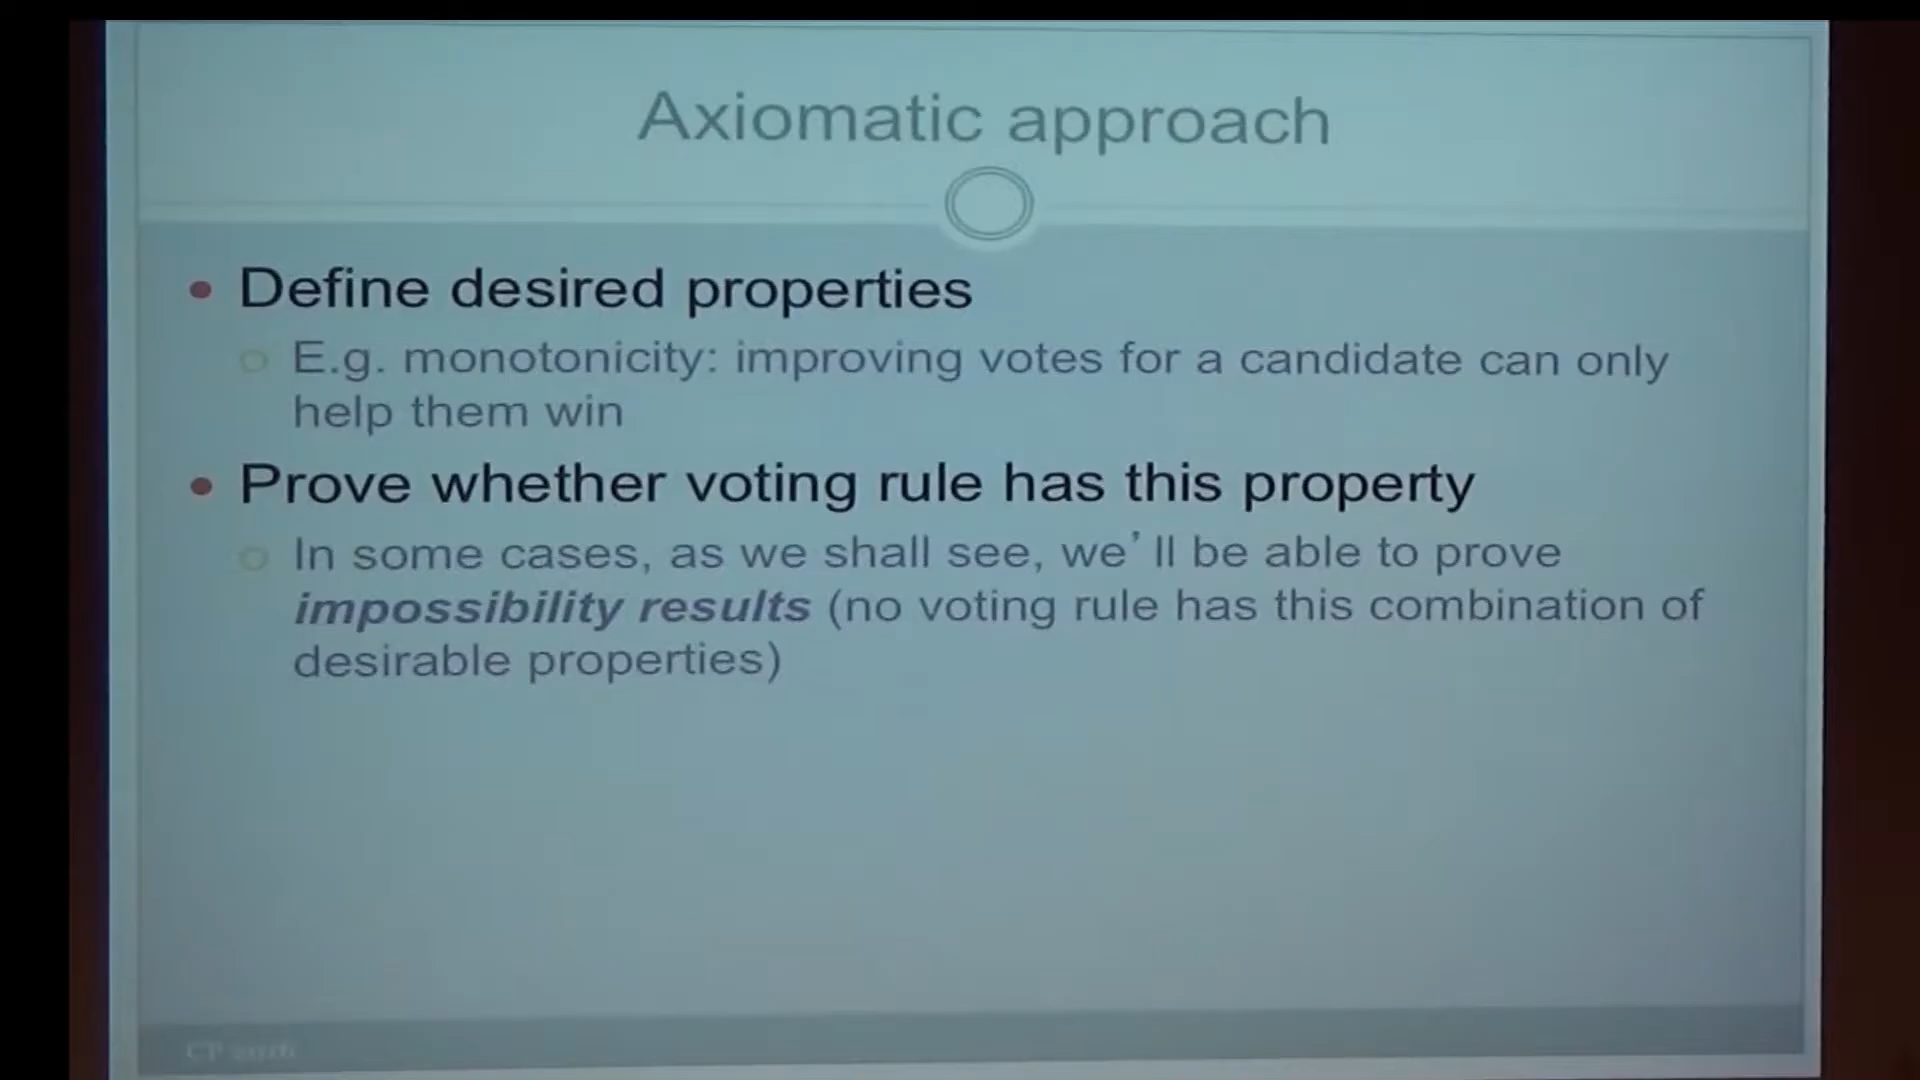 Axiomatic approach
• Define desired properties
o E.g. monotonicity: improving votes for a candidate can only
help them win
• Prove whether voting rule has this property
o In some cases, as we shall see, we’ll be able to prove
impossibility results (no voting rule has this combination of
desirable properties)
CP